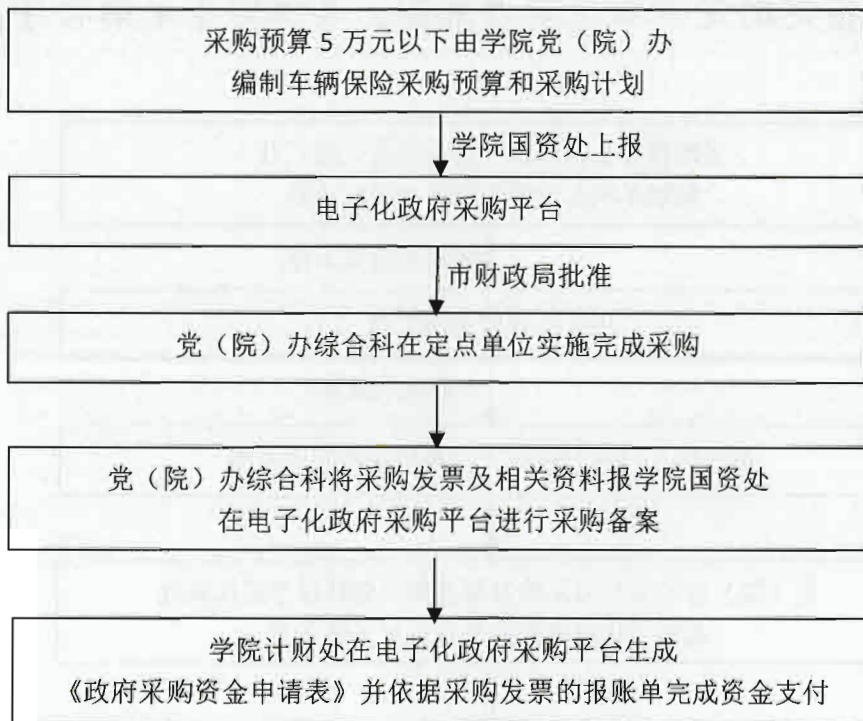 采购预算 5 万元以下由学院党（院）办
编制车辆保险采购预算和采购计划
学院国资处上报
电子化政府采购平台
市财政局批准
党（院）办综合科在定点单位实施完成采购
党（院）办综合科将采购发票及相关资料报学院国资处
在电子化政府采购平台进行采购备案
学院计财处在电子化政府采购平台生成
《政府采购资金申请表》并依据采购发票的报账单完成资金支付